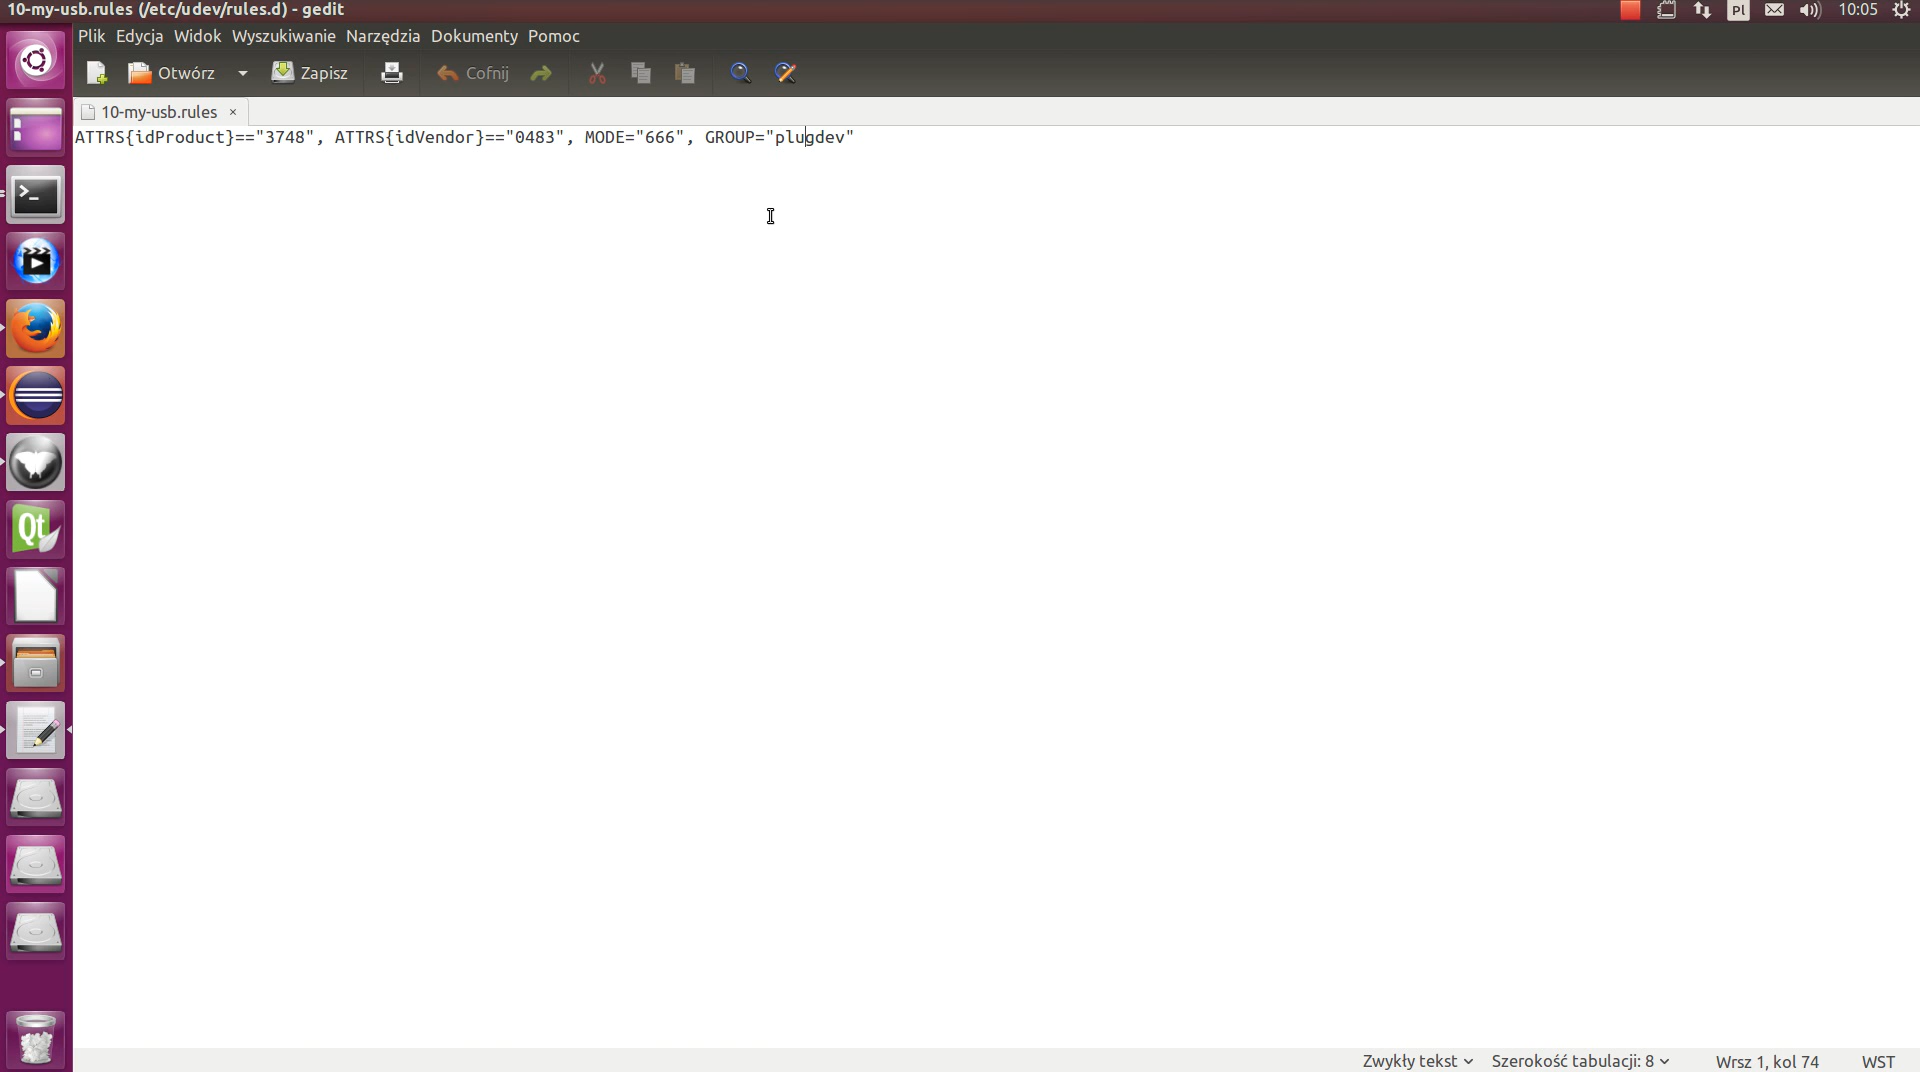 10-my-usb.rules (/etc/udev/rules.d) - gedit
Pl
10:05
Plik Edycja Widok Wyszukiwanie Narzędzia Dokumenty Pomoc
Otwórz Zapisz Cofnij
10-my-usb.rules ×
ATTRS{idProduct}=="3748", ATTRS{idVendor}=="0483", MODE="666", GROUP="plugdev"
>_
Qt
Zwykły tekst Szerokość tabulacji: 8 Wrsz 1, kol 74 WST